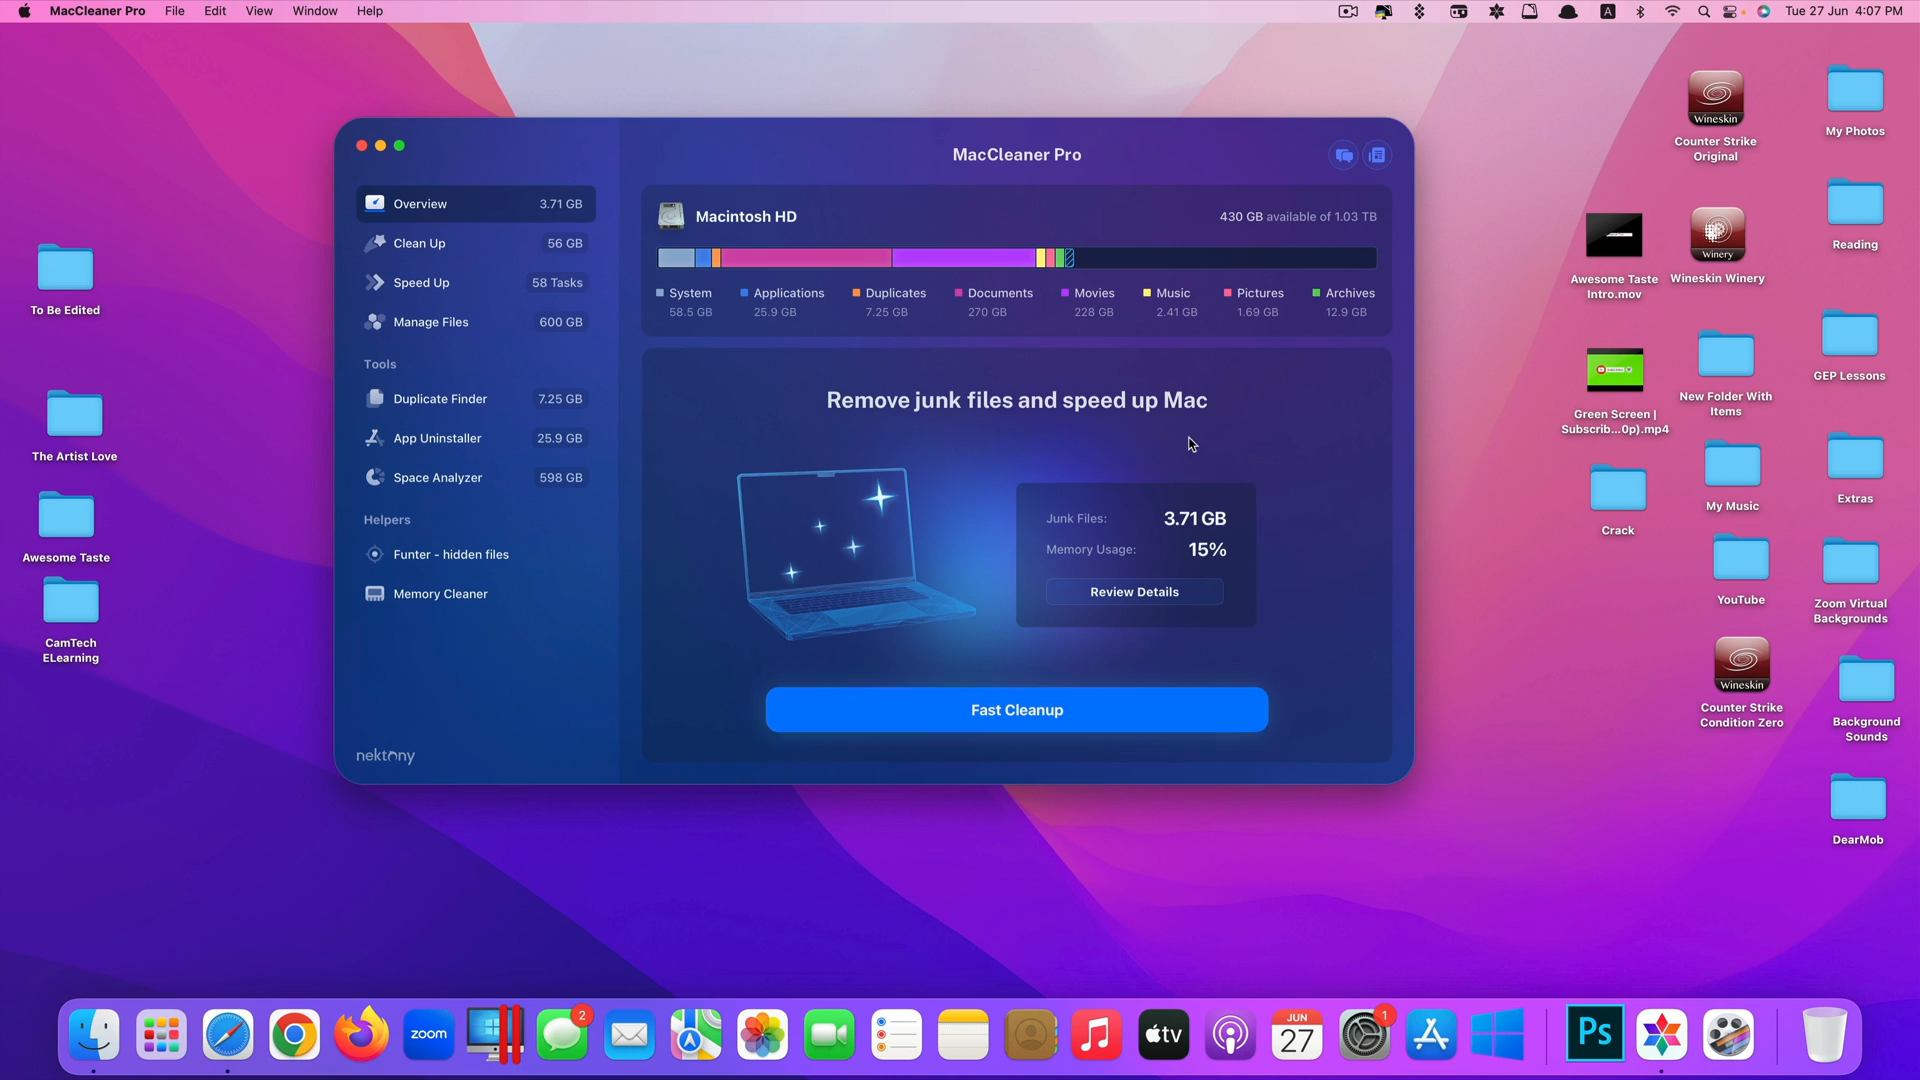 MacCleaner Pro File Edit View Window Help
A Tue 27 Jun 4:07 PM
MacCleaner Pro
Overview 3.71 GB
Clean Up 56 GB
Speed Up 58 Tasks
Manage Files 600 GB
Tools
Duplicate Finder 7.25 GB
App Uninstaller 25.9 GB
Space Analyzer 598 GB
Helpers
Funter - hidden files
Memory Cleaner
nektony
Macintosh HD 430 GB available of 1.03 TB
System Applications Duplicates Documents Movies Music Pictures Archives
58.5 GB 25.9 GB 7.25 GB 270 GB 228 GB 2.41 GB 1.69 GB 12.9 GB
Remove junk files and speed up Mac
Junk Files: 3.71 GB
Memory Usage: 15%
Review Details
Fast Cleanup
To Be Edited
The Artist Love
Awesome Taste
CamTech
ELearning
Wineskin
Counter Strike
Original
My Photos
Awesome Taste
Intro.mov
Winery
Wineskin Winery
Reading
Green Screen |
Subscrib...0p).mp4
New Folder With
Items
GEP Lessons
Crack
My Music
Extras
YouTube
Zoom Virtual
Backgrounds
Wineskin
Counter Strike
Condition Zero
Background
Sounds
DearMob
zoom
2
tv
JUN
27
1
Ps